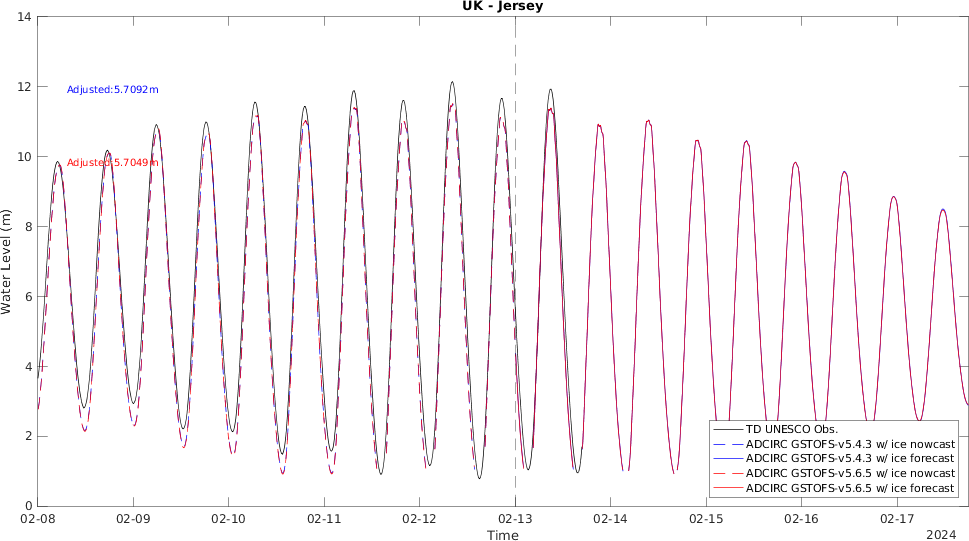 UK - Jersey
14
12
10
8
6
4
2
0
Water Level (m)
Adjusted:5.7092m
Adjusted:5.7049m
TD UNESCO Obs.
ADCIRC GSTOFS-v5.4.3 w/ ice nowcast
ADCIRC GSTOFS-v5.4.3 w/ ice forecast
ADCIRC GSTOFS-v5.6.5 w/ ice nowcast
ADCIRC GSTOFS-v5.6.5 w/ ice forecast
02-08 02-09 02-10 02-11 02-12 02-13 02-14 02-15 02-16 02-17
Time
2024